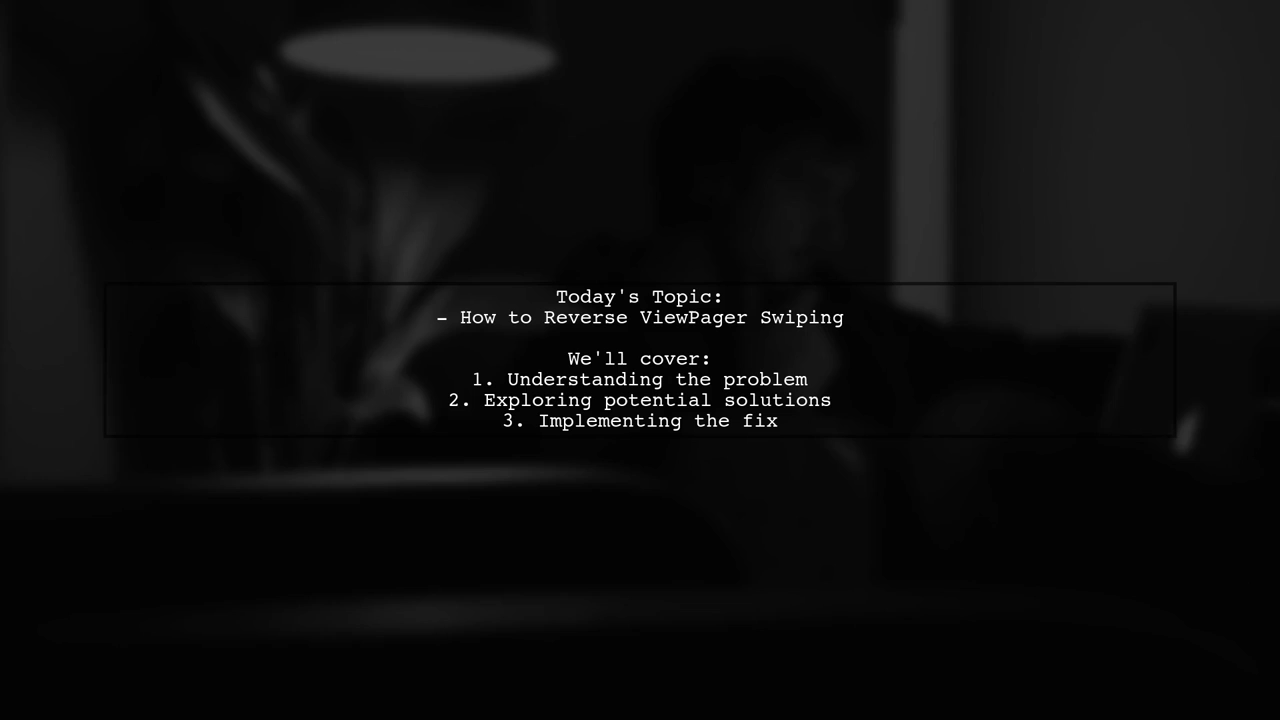 Today's Topic:
- How to Reverse ViewPager Swiping
We'll cover:
1. Understanding the problem
2. Exploring potential solutions
3. Implementing the fix